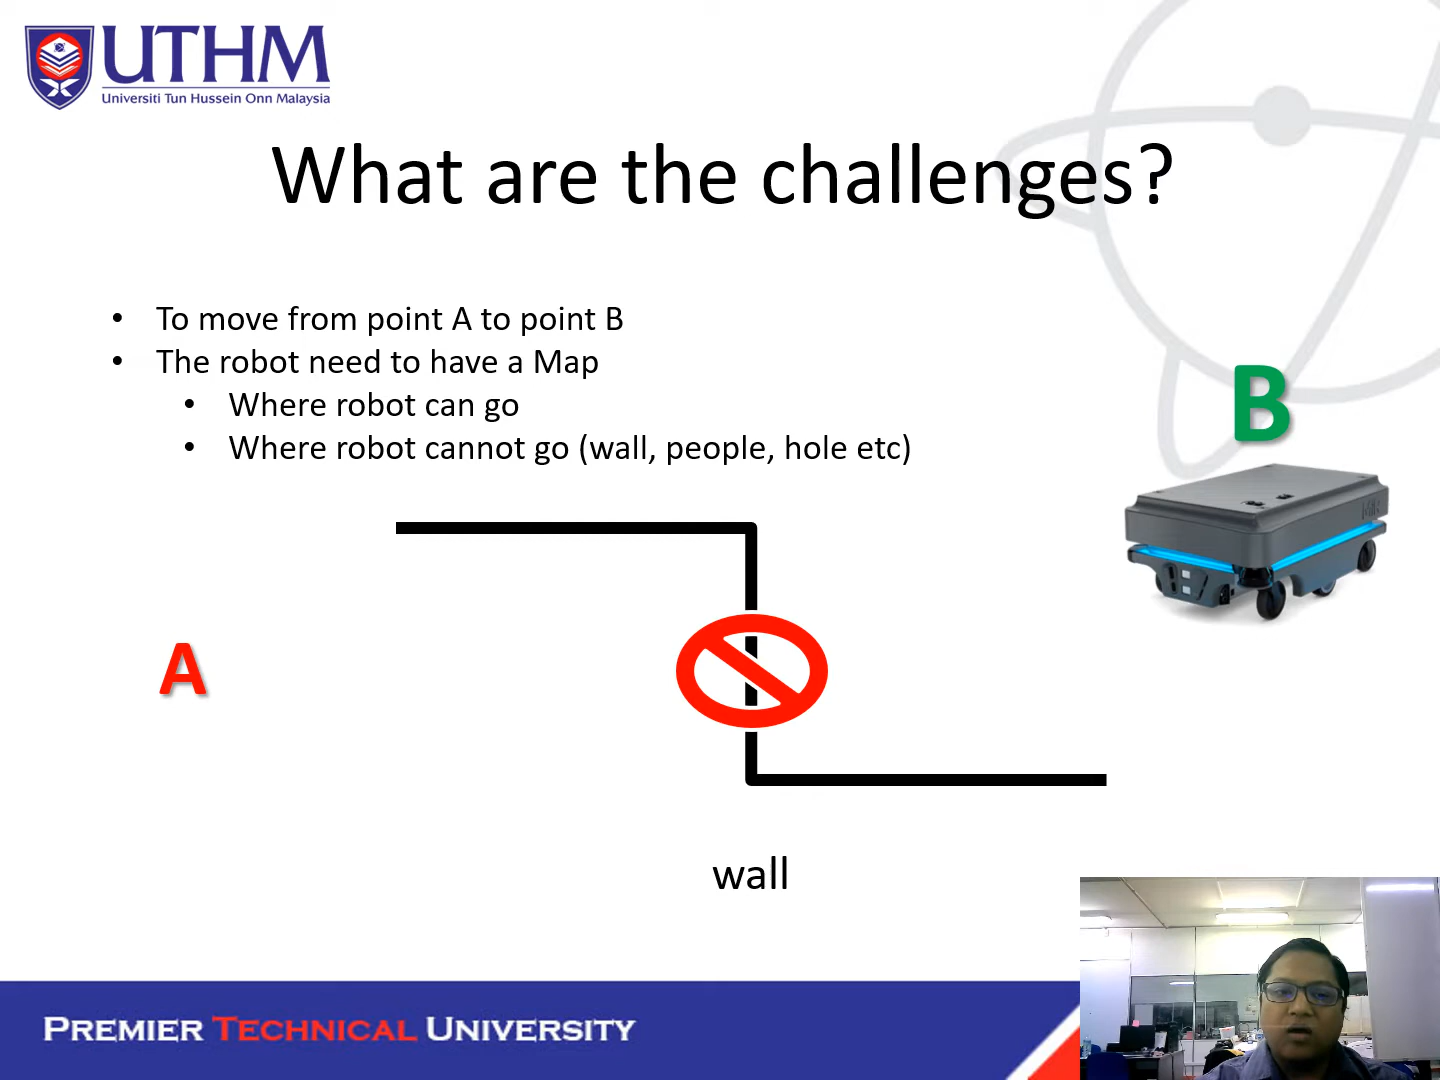 UTHM
Universiti Tun Hussein Onn Malaysia
What are the challenges?
• To move from point A to point B
• The robot need to have a Map
• Where robot can go
• Where robot cannot go (wall, people, hole etc)
B
A
wall
PREMIER TECHNICAL UNIVERSITY